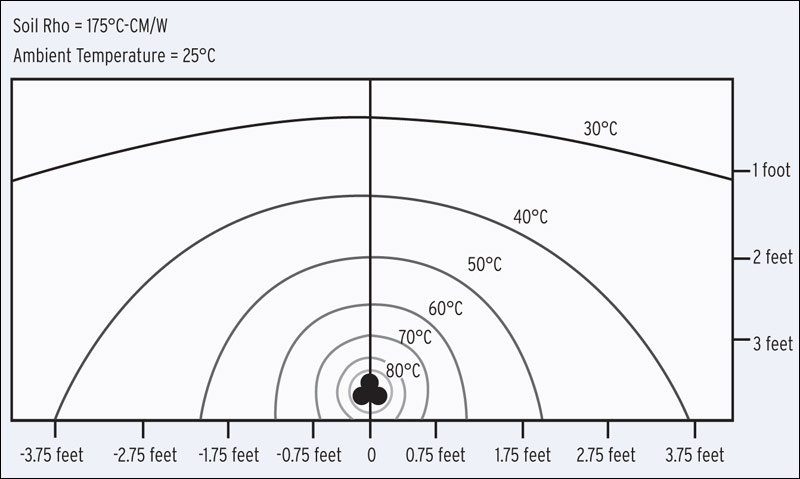 Soil Rho = 175°C-CM/W
Ambient Temperature = 25°C
30°C
1 foot
40°C
2 feet
50°C
60°C
70°C
3 feet
80°C
-3.75 feet -2.75 feet -1.75 feet -0.75 feet 0 0.75 feet 1.75 feet 2.75 feet 3.75 feet